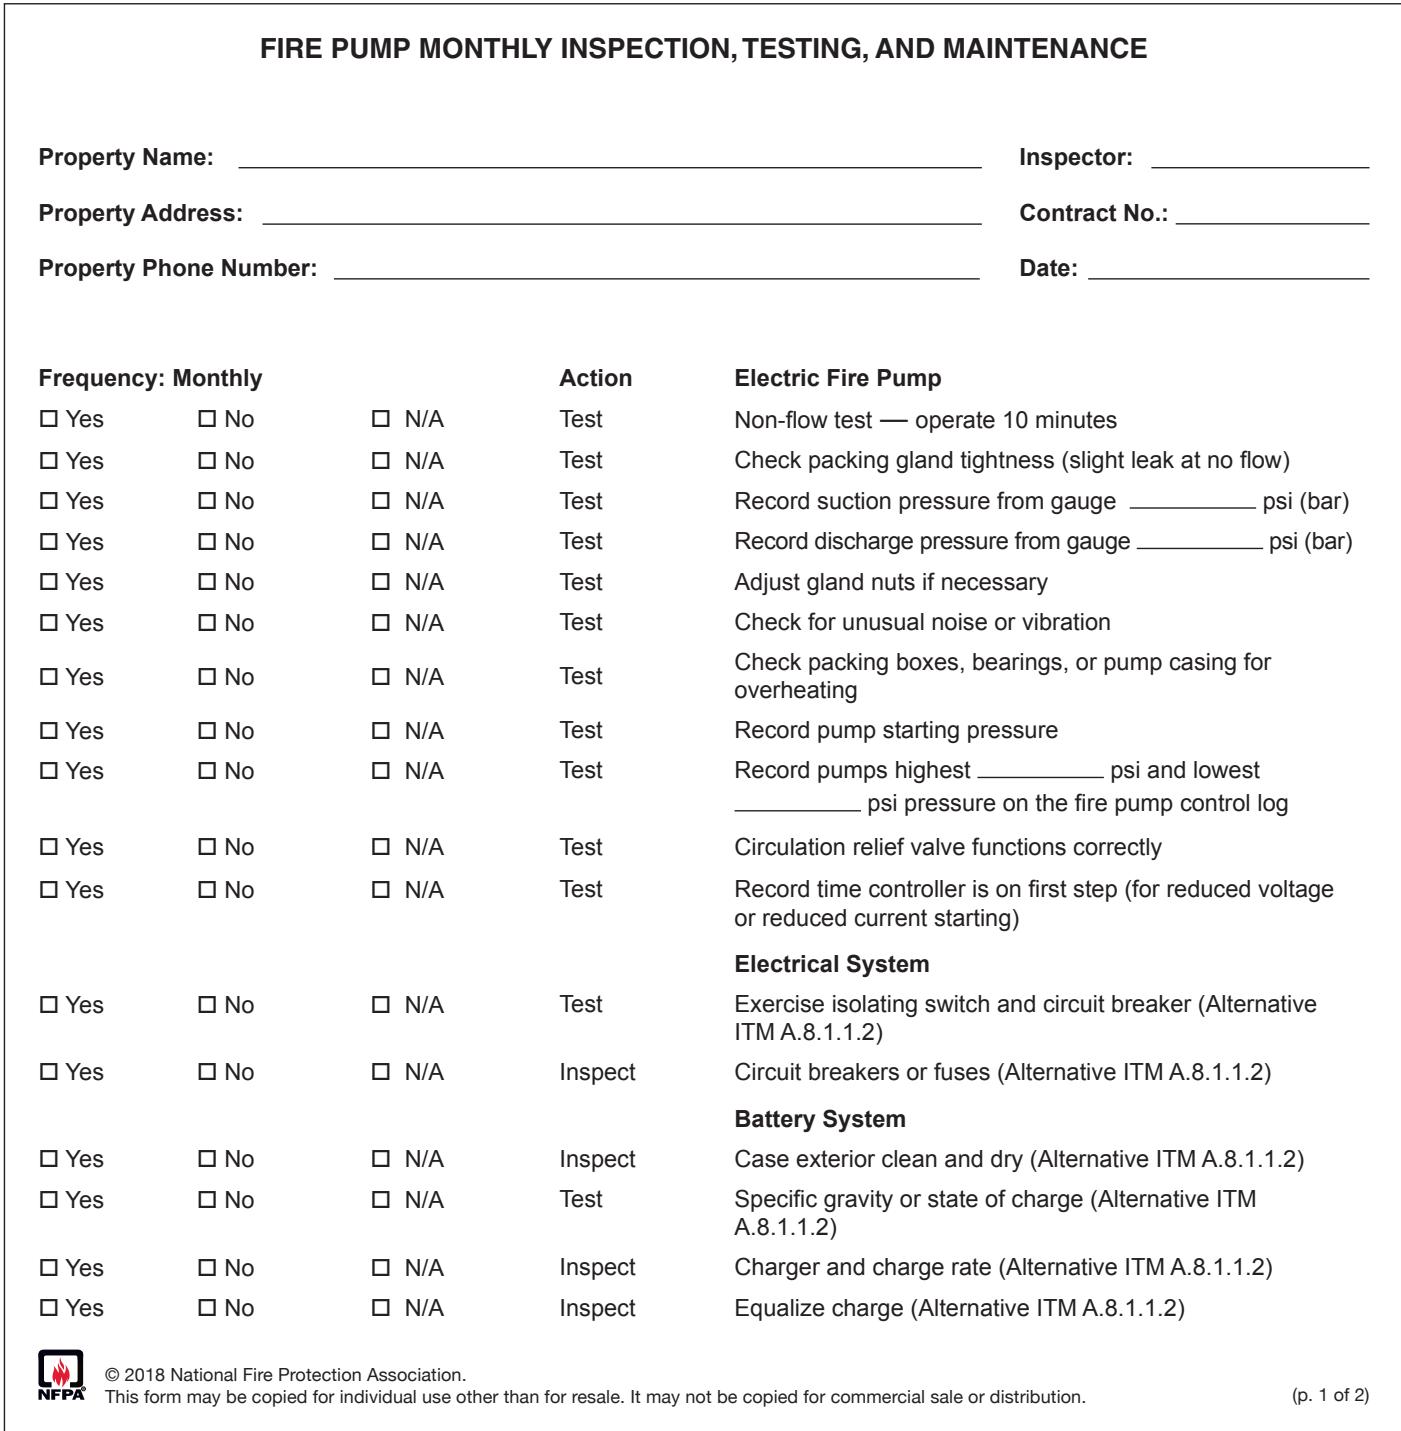 FIRE PUMP MONTHLY INSPECTION, TESTING, AND MAINTENANCE
Property Name: Inspector:
Property Address: Contract No.:
Property Phone Number: Date:
Frequency: Monthly Action Electric Fire Pump
☐ Yes ☐ No ☐ N/A Test Non-flow test — operate 10 minutes
☐ Yes ☐ No ☐ N/A Test Check packing gland tightness (slight leak at no flow)
☐ Yes ☐ No ☐ N/A Test Record suction pressure from gauge ________ psi (bar)
☐ Yes ☐ No ☐ N/A Test Record discharge pressure from gauge ________ psi (bar)
☐ Yes ☐ No ☐ N/A Test Adjust gland nuts if necessary
☐ Yes ☐ No ☐ N/A Test Check for unusual noise or vibration
☐ Yes ☐ No ☐ N/A Test Check packing boxes, bearings, or pump casing for
overheating
☐ Yes ☐ No ☐ N/A Test Record pump starting pressure
☐ Yes ☐ No ☐ N/A Test Record pumps highest ________ psi and lowest
________ psi pressure on the fire pump control log
☐ Yes ☐ No ☐ N/A Test Circulation relief valve functions correctly
☐ Yes ☐ No ☐ N/A Test Record time controller is on first step (for reduced voltage
or reduced current starting)
Electrical System
☐ Yes ☐ No ☐ N/A Test Exercise isolating switch and circuit breaker (Alternative
ITM A.8.1.1.2)
☐ Yes ☐ No ☐ N/A Inspect Circuit breakers or fuses (Alternative ITM A.8.1.1.2)
Battery System
☐ Yes ☐ No ☐ N/A Inspect Case exterior clean and dry (Alternative ITM A.8.1.1.2)
☐ Yes ☐ No ☐ N/A Test Specific gravity or state of charge (Alternative ITM
A.8.1.1.2)
☐ Yes ☐ No ☐ N/A Inspect Charger and charge rate (Alternative ITM A.8.1.1.2)
☐ Yes ☐ No ☐ N/A Inspect Equalize charge (Alternative ITM A.8.1.1.2)
NFPA®
© 2018 National Fire Protection Association.
This form may be copied for individual use other than for resale. It may not be copied for commercial sale or distribution. (p. 1 of 2)